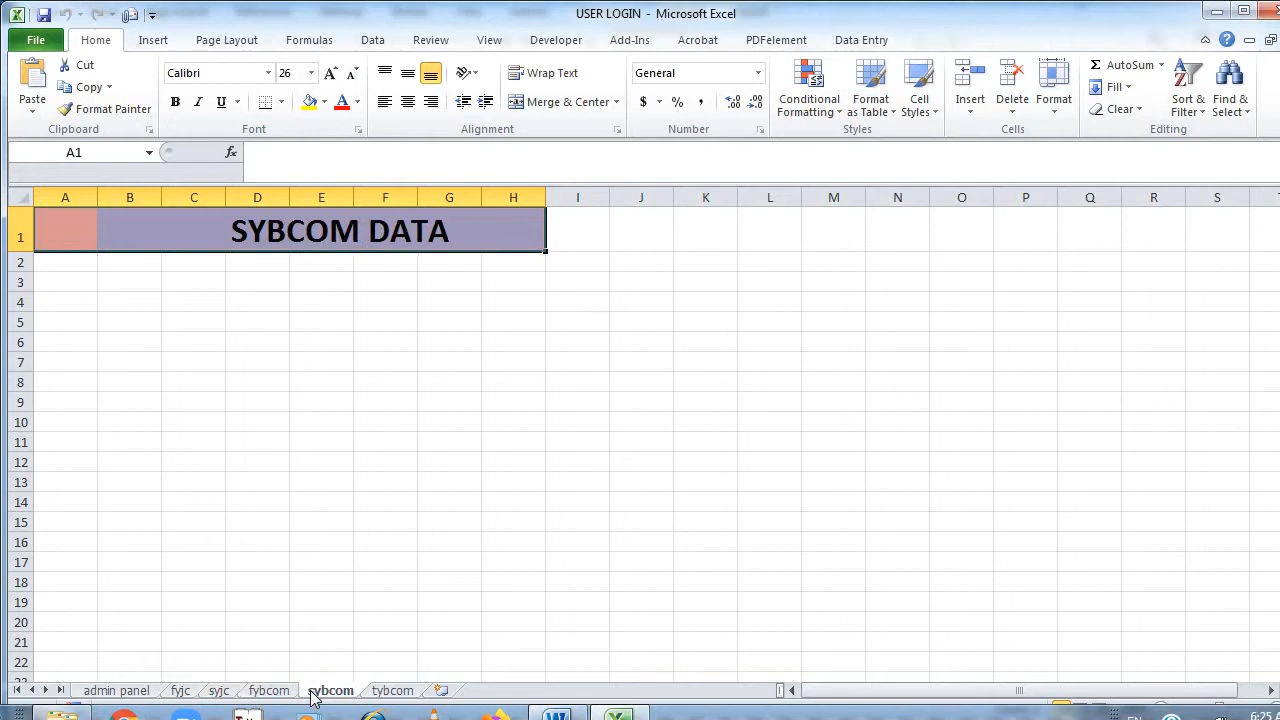 USER LOGIN - Microsoft Excel
File Home Insert Page Layout Formulas Data Review View Developer Add-Ins Acrobat PDFelement Data Entry
Paste
Cut
Copy
Format Painter
Clipboard
Calibri 26
B I U
Font
Wrap Text
Merge & Center
Alignment
General
$ % ,
Number
Conditional Formatting
Format as Table
Cell Styles
Styles
Insert Delete Format
Cells
AutoSum
Fill
Clear
Sort & Filter
Find & Select
Editing
A1 fx
A B C D E F G H I J K L M N O P Q R S
1 SYBCOM DATA
2
3
4
5
6
7
8
9
10
11
12
13
14
15
16
17
18
19
20
21
22
admin panel fyjc syjc fybcom sybcom tybcom